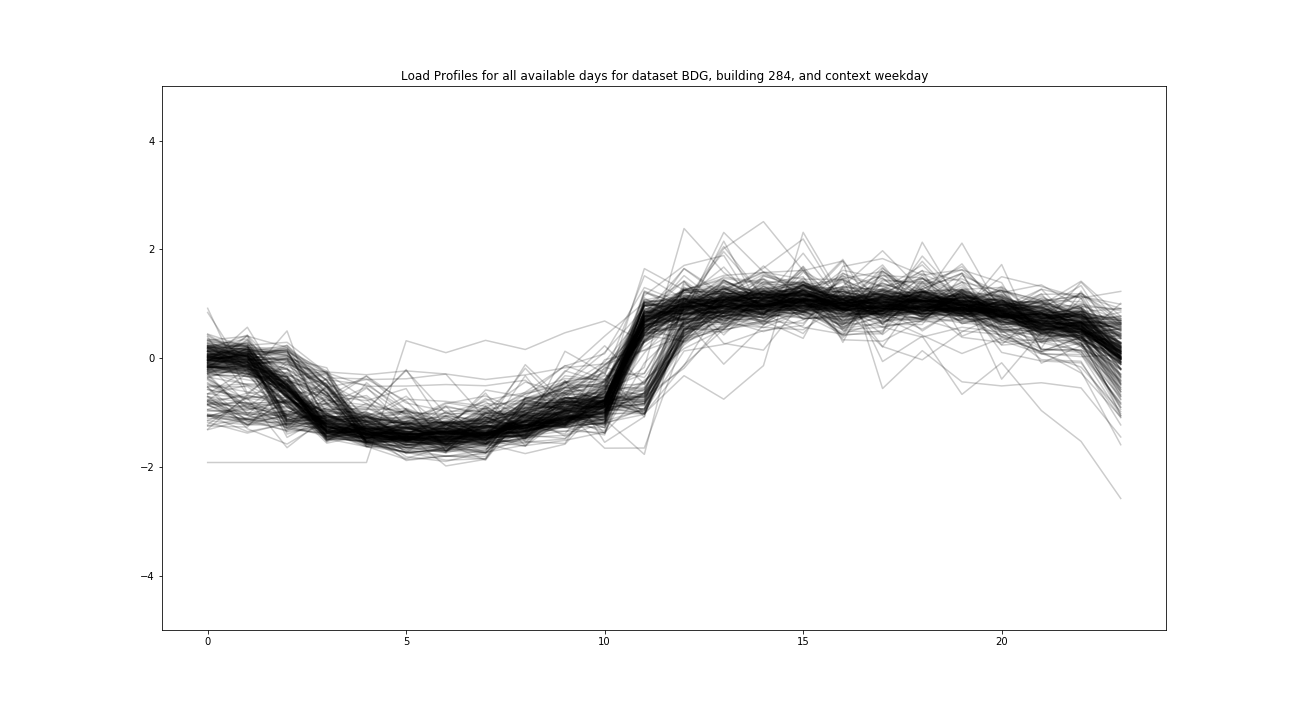 Load Profiles for all available days for dataset BDG, building 284, and context weekday
4
2
0
−2
−4
0 5 10 15 20